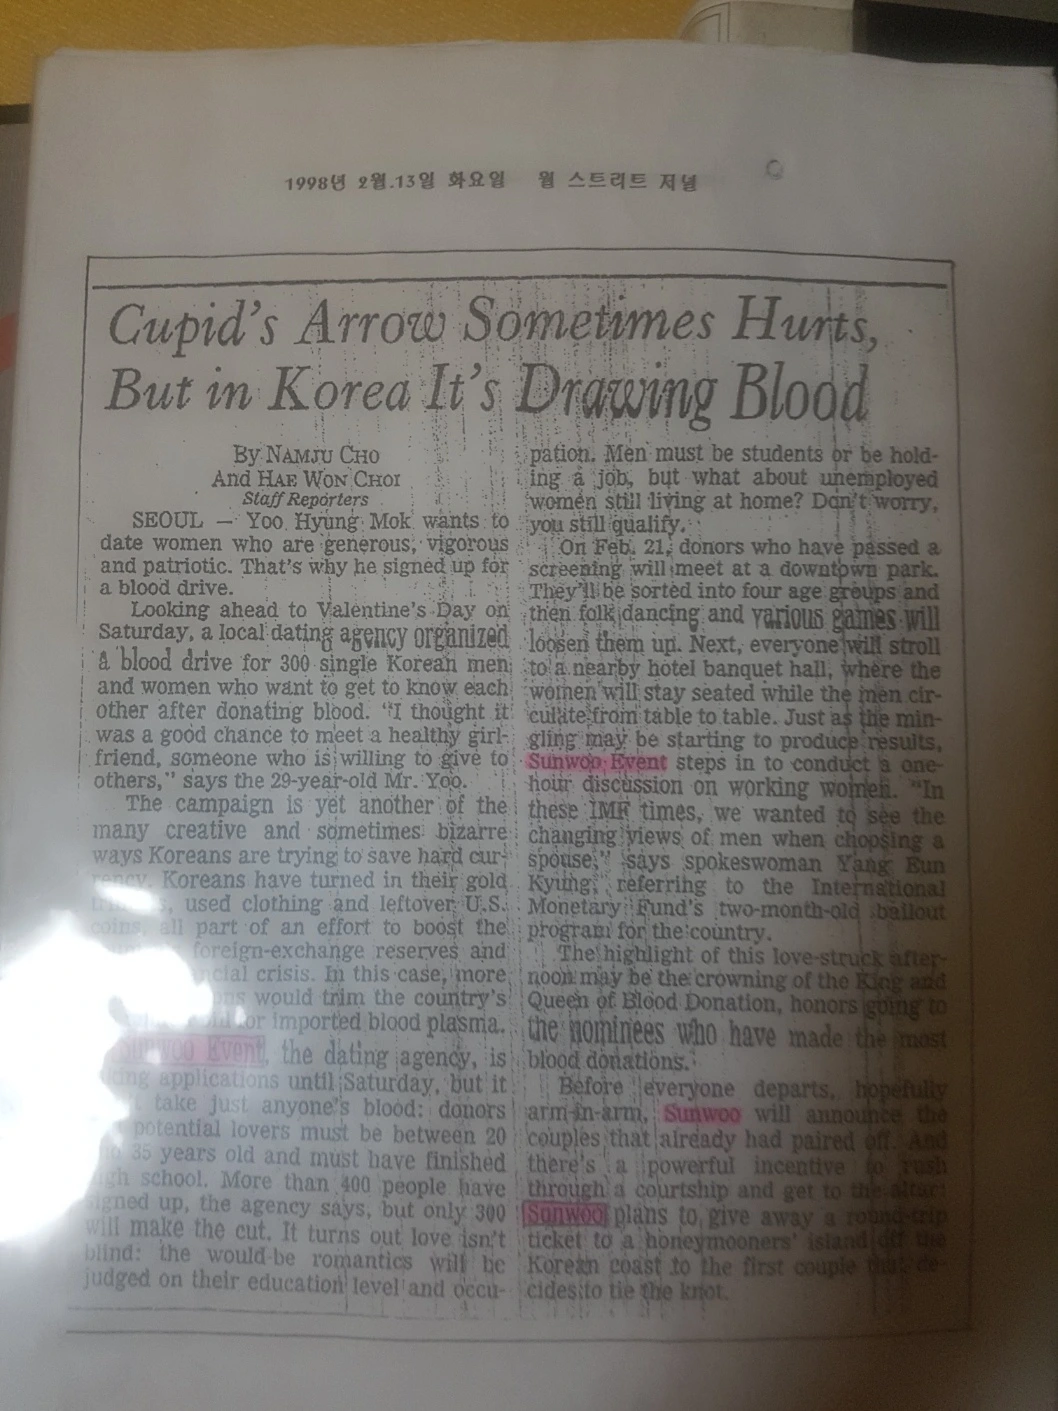 1998년 2월.13일 화요일 월 스트리트 저널
Cupid's Arrow Sometimes Hurts,
But in Korea It's Drawing Blood
By NAMJU CHO
And HAE WON CHOI
Staff Reporters
SEOUL — Yoo Hyung Mok wants to
date women who are generous, vigorous
and patriotic. That's why he signed up for
a blood drive.
Looking ahead to Valentine's Day on
Saturday, a local dating agency organized
a blood drive for 300 single Korean men
and women who want to get to know each
other after donating blood. "I thought it
was a good chance to meet a healthy girl-
friend, someone who is willing to give to
others," says the 29-year-old Mr. Yoo.
The campaign is yet another of the
many creative and sometimes bizarre
ways Koreans are trying to save hard cur-
rency. Koreans have turned in their gold
used clothing and leftover U.S.
coins, all part of an effort to boost the
foreign-exchange reserves and
crisis. In this case, more
would trim the country's
for imported blood plasma.
Sunwoo Event, the dating agency, is
applications until Saturday, but it
take just anyone's blood: donors
potential lovers must be between 20
35 years old and must have finished
high school. More than 400 people have
signed up, the agency says, but only 300
will make the cut. It turns out love isn't
blind: the would-be romantics will be
judged on their education level and occu-
pation. Men must be students or be hold-
ing a job, but what about unemployed
women still living at home? Don't worry,
you still qualify.
On Feb. 21, donors who have passed a
screening will meet at a downtown park.
They'll be sorted into four age groups and
then folk dancing and various games will
loosen them up. Next, everyone will stroll
to a nearby hotel banquet hall, where the
women will stay seated while the men cir-
culate from table to table. Just as the min-
gling may be starting to produce results,
Sunwoo Event steps in to conduct a one-
hour discussion on working women. "In
these IMF times, we wanted to see the
changing views of men when choosing a
spouse," says spokeswoman Yang Eun
Kyung, referring to the International
Monetary Fund's two-month-old bailout
program for the country.
The highlight of this love-struck after-
noon may be the crowning of the King and
Queen of Blood Donation, honors going to
the nominees who have made the most
blood donations.
Before everyone departs, hopefully
arm-in-arm, Sunwoo will announce the
couples that already had paired off. And
there's a powerful incentive to rush
through a courtship and get to the altar:
Sunwoo plans to give away a round-trip
ticket to a honeymooners' island off the
Korean coast to the first couple that de-
cides to tie the knot.